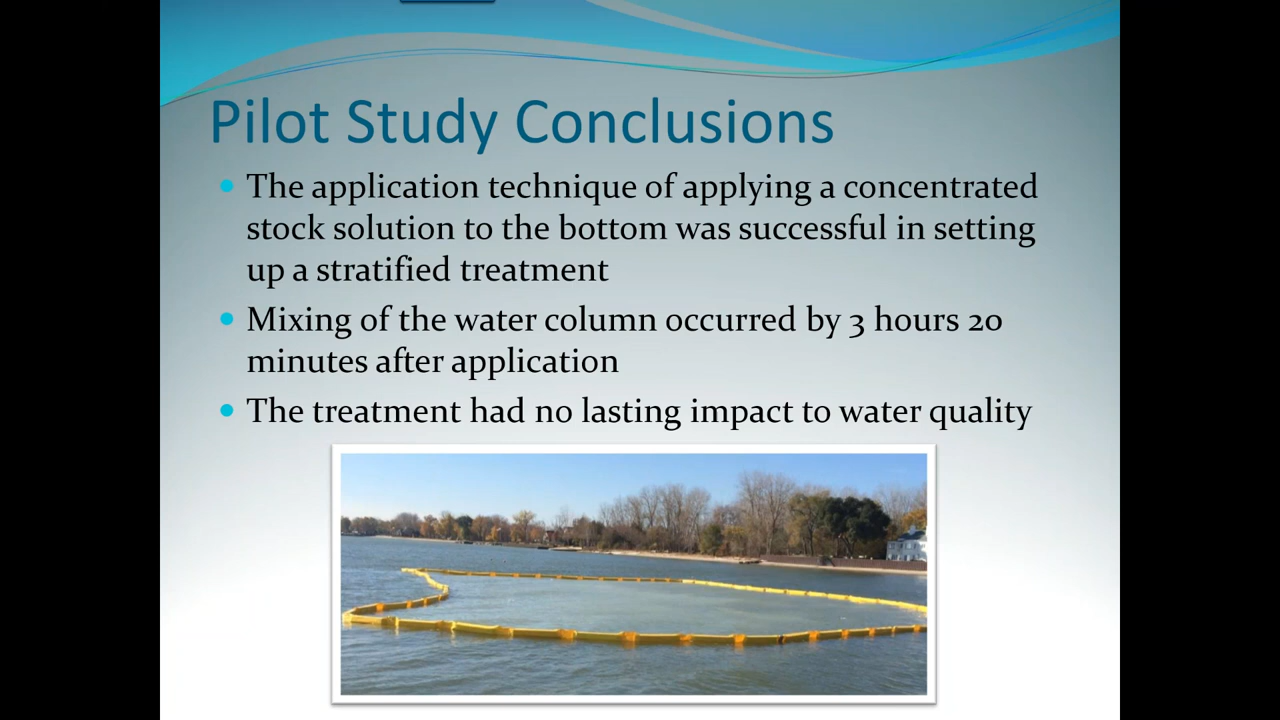 Pilot Study Conclusions
The application technique of applying a concentrated
stock solution to the bottom was successful in setting
up a stratified treatment
Mixing of the water column occurred by 3 hours 20
minutes after application
The treatment had no lasting impact to water quality